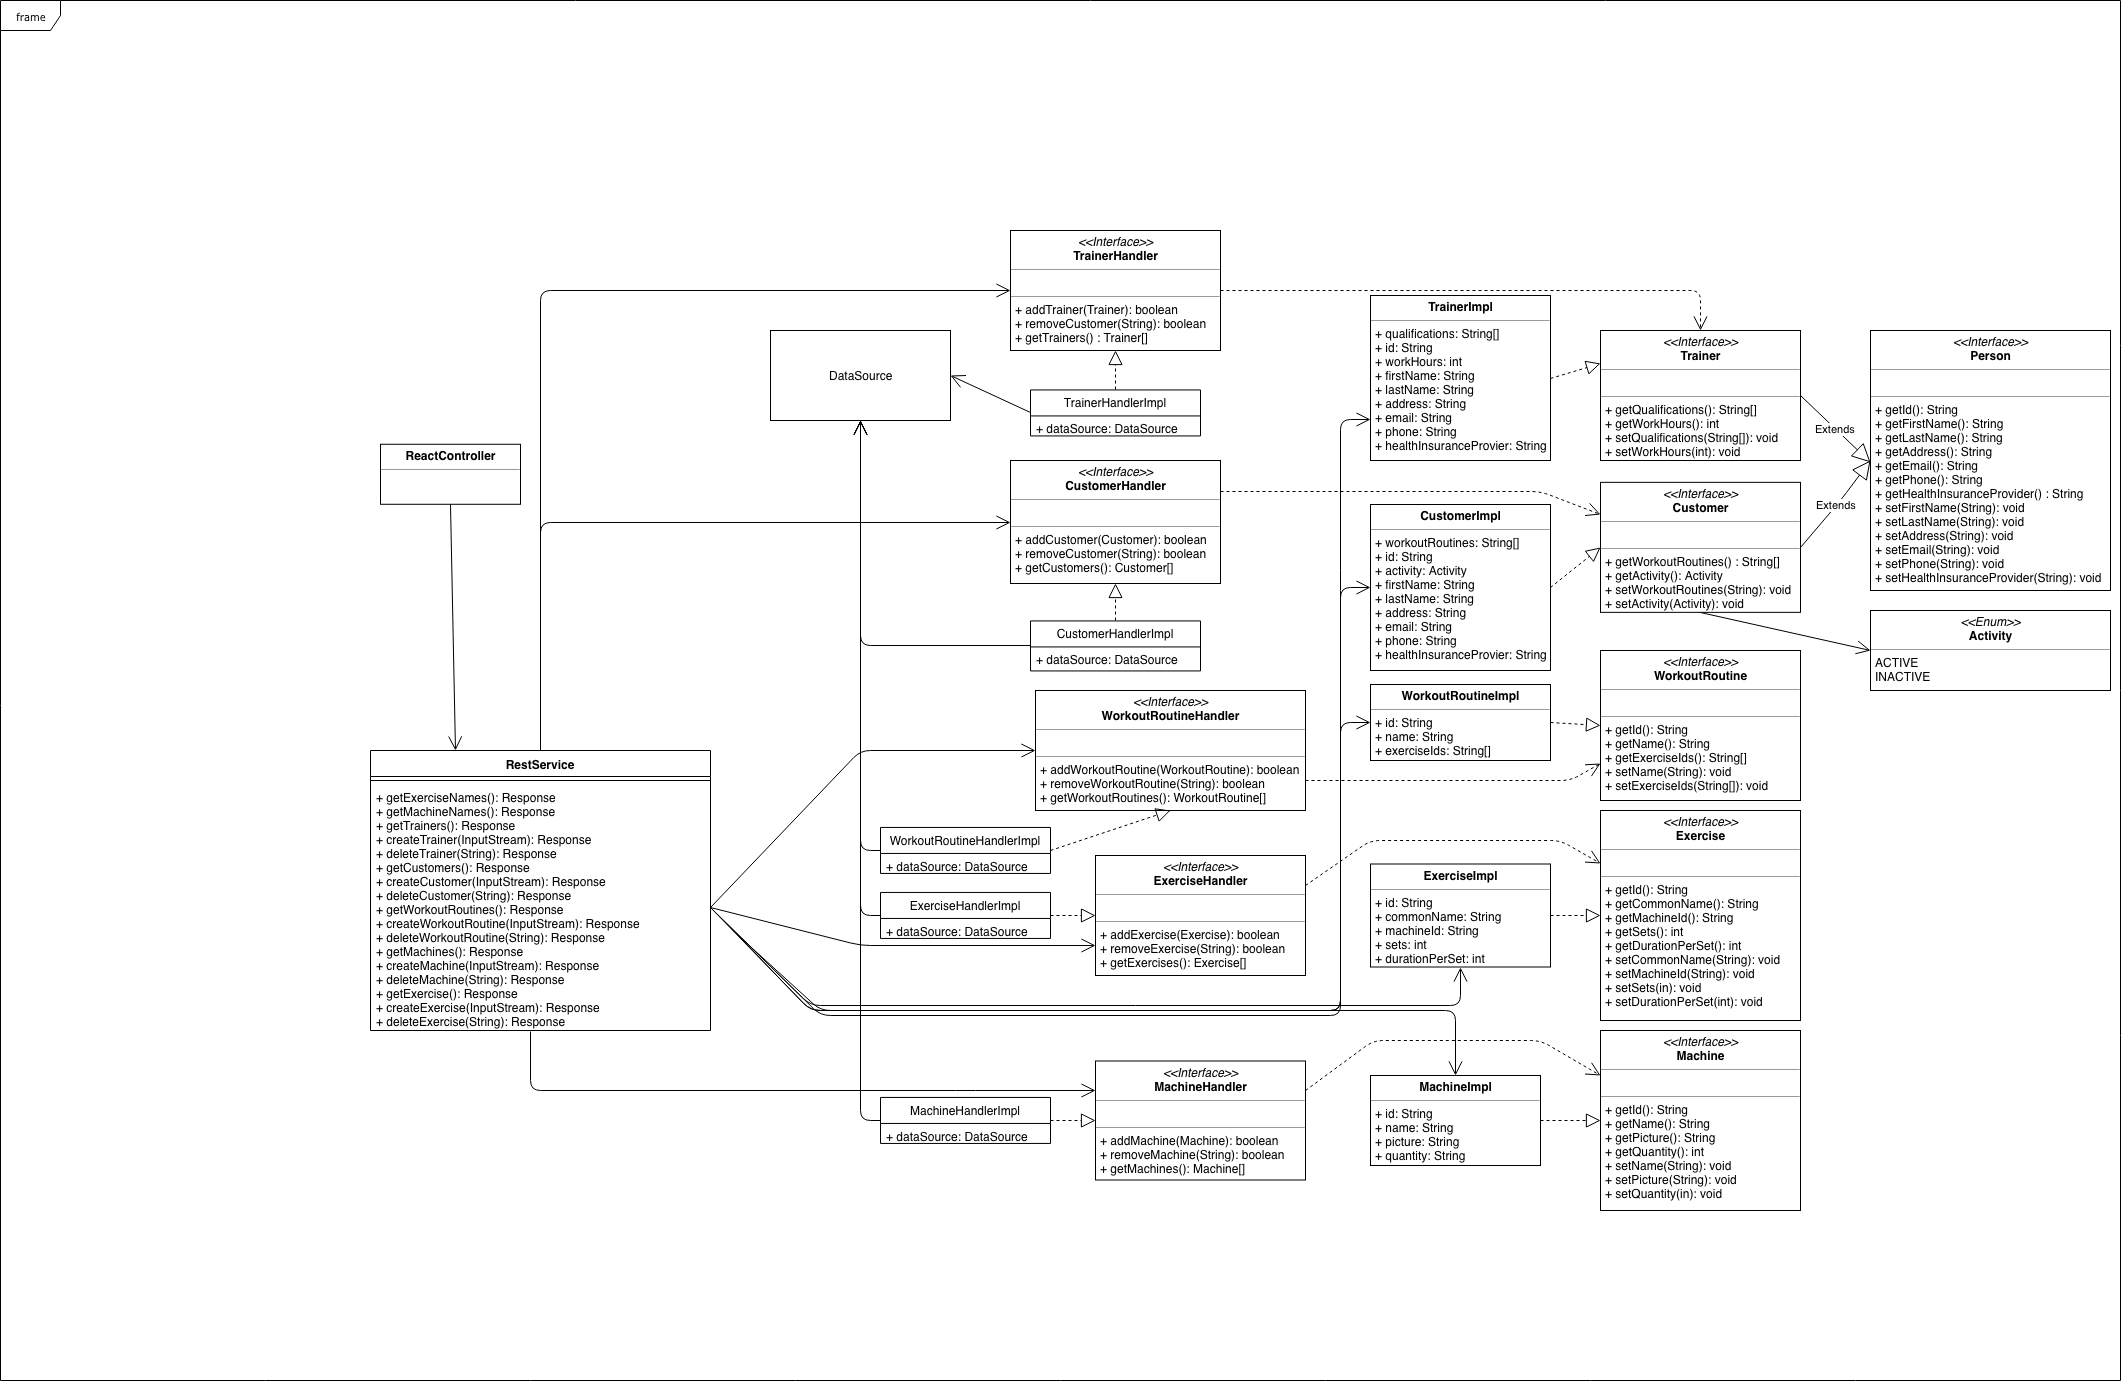 frame
<<Interface>>
TrainerHandler
+ addTrainer(Trainer): boolean
+ removeCustomer(String): boolean
+ getTrainers() : Trainer[]
DataSource
TrainerHandlerImpl
+ dataSource: DataSource
TrainerImpl
+ qualifications: String[]
+ id: String
+ workHours: int
+ firstName: String
+ lastName: String
+ address: String
+ email: String
+ phone: String
+ healthInsuranceProvier: String
<<Interface>>
Trainer
+ getQualifications(): String[]
+ getWorkHours(): int
+ setQualifications(String[]): void
+ setWorkHours(int): void
Extends
Extends
<<Interface>>
Person
+ getId(): String
+ getFirstName(): String
+ getLastName(): String
+ getAddress(): String
+ getEmail(): String
+ getPhone(): String
+ getHealthInsuranceProvider() : String
+ setFirstName(String): void
+ setLastName(String): void
+ setAddress(String): void
+ setEmail(String): void
+ setPhone(String): void
+ setHealthInsuranceProvider(String): void
ReactController
<<Interface>>
CustomerHandler
+ addCustomer(Customer): boolean
+ removeCustomer(String): boolean
+ getCustomers(): Customer[]
CustomerHandlerImpl
+ dataSource: DataSource
CustomerImpl
+ workoutRoutines: String[]
+ id: String
+ activity: Activity
+ firstName: String
+ lastName: String
+ address: String
+ email: String
+ phone: String
+ healthInsuranceProvier: String
<<Interface>>
Customer
+ getWorkoutRoutines() : String[]
+ getActivity(): Activity
+ setWorkoutRoutines(String): void
+ setActivity(Activity): void
<<Enum>>
Activity
ACTIVE
INACTIVE
<<Interface>>
WorkoutRoutineHandler
+ addWorkoutRoutine(WorkoutRoutine): boolean
+ removeWorkoutRoutine(String): boolean
+ getWorkoutRoutines(): WorkoutRoutine[]
WorkoutRoutineImpl
+ id: String
+ name: String
+ exerciseIds: String[]
<<Interface>>
WorkoutRoutine
+ getId(): String
+ getName(): String
+ getExerciseIds(): String[]
+ setName(String): void
+ setExerciseIds(String[]): void
RestService
+ getExerciseNames(): Response
+ getMachineNames(): Response
+ getTrainers(): Response
+ createTrainer(InputStream): Response
+ deleteTrainer(String): Response
+ getCustomers(): Response
+ createCustomer(InputStream): Response
+ deleteCustomer(String): Response
+ getWorkoutRoutines(): Response
+ createWorkoutRoutine(InputStream): Response
+ deleteWorkoutRoutine(String): Response
+ getMachines(): Response
+ createMachine(InputStream): Response
+ deleteMachine(String): Response
+ getExercise(): Response
+ createExercise(InputStream): Response
+ deleteExercise(String): Response
WorkoutRoutineHandlerImpl
+ dataSource: DataSource
ExerciseHandlerImpl
+ dataSource: DataSource
<<Interface>>
ExerciseHandler
+ addExercise(Exercise): boolean
+ removeExercise(String): boolean
+ getExercises(): Exercise[]
ExerciseImpl
+ id: String
+ commonName: String
+ machineId: String
+ sets: int
+ durationPerSet: int
<<Interface>>
Exercise
+ getId(): String
+ getCommonName(): String
+ getMachineId(): String
+ getSets(): int
+ getDurationPerSet(): int
+ setCommonName(String): void
+ setMachineId(String): void
+ setSets(in): void
+ setDurationPerSet(int): void
MachineHandlerImpl
+ dataSource: DataSource
<<Interface>>
MachineHandler
+ addMachine(Machine): boolean
+ removeMachine(String): boolean
+ getMachines(): Machine[]
MachineImpl
+ id: String
+ name: String
+ picture: String
+ quantity: String
<<Interface>>
Machine
+ getId(): String
+ getName(): String
+ getPicture(): String
+ getQuantity(): int
+ setName(String): void
+ setPicture(String): void
+ setQuantity(in): void